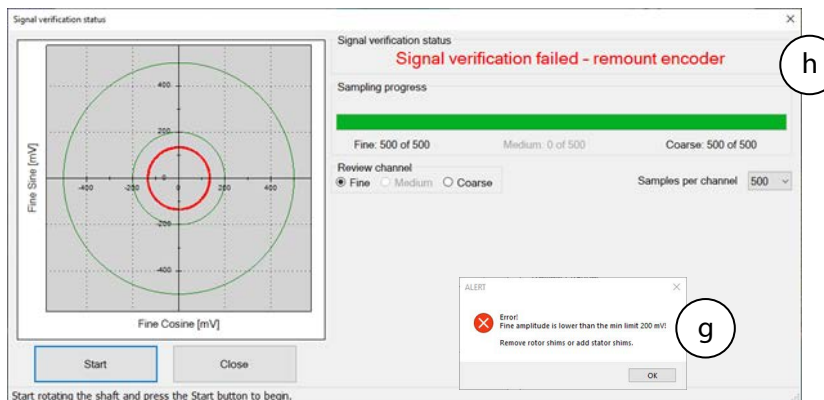 Signal verification status
Signal verification status
Signal verification failed - remount encoder
h
Sampling progress
Fine: 500 of 500 Medium: 0 of 500 Coarse: 500 of 500
Review channel
Fine Medium Coarse
Samples per channel 500
Fine Sine [mV]
400
200
-400 -200 0 200 400
-200
-400
Fine Cosine [mV]
ALERT
Error!
Fine amplitude is lower than the min limit 200 mV!
Remove rotor shims or add stator shims.
OK
g
Start Close
Start rotating the shaft and press the Start button to begin.